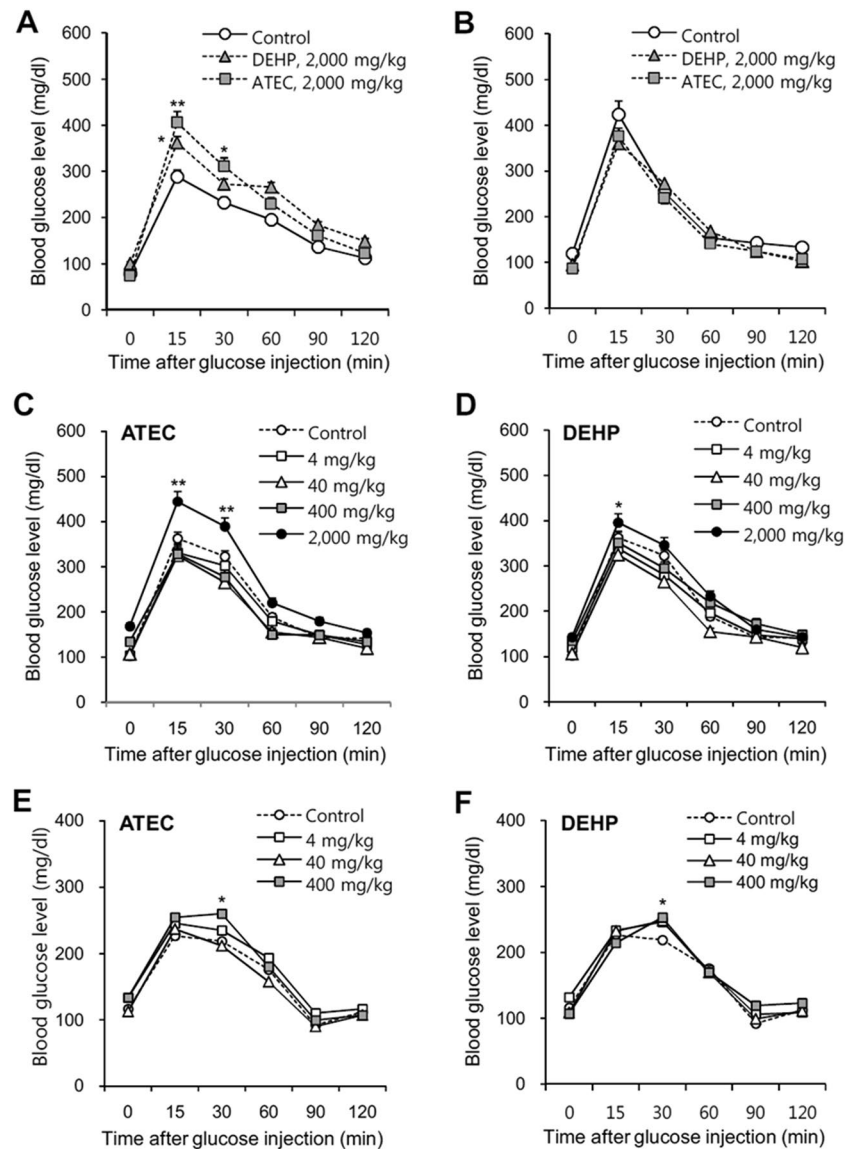 A
600
500
400
300
200
100
0
Blood glucose level (mg/dl)
Control
DEHP, 2,000 mg/kg
ATEC, 2,000 mg/kg
**
*
*
0 15 30 60 90 120
Time after glucose injection (min)
B
600
500
400
300
200
100
0
Blood glucose level (mg/dl)
Control
DEHP, 2,000 mg/kg
ATEC, 2,000 mg/kg
0 15 30 60 90 120
Time after glucose injection (min)
C
ATEC
600
500
400
300
200
100
0
Blood glucose level (mg/dl)
Control
4 mg/kg
40 mg/kg
400 mg/kg
2,000 mg/kg
**
**
0 15 30 60 90 120
Time after glucose injection (min)
D
DEHP
600
500
400
300
200
100
0
Blood glucose level (mg/dl)
Control
4 mg/kg
40 mg/kg
400 mg/kg
2,000 mg/kg
*
0 15 30 60 90 120
Time after glucose injection (min)
E
ATEC
400
300
200
100
0
Blood glucose level (mg/dl)
Control
4 mg/kg
40 mg/kg
400 mg/kg
*
0 15 30 60 90 120
Time after glucose injection (min)
F
DEHP
400
300
200
100
0
Blood glucose level (mg/dl)
Control
4 mg/kg
40 mg/kg
400 mg/kg
*
0 15 30 60 90 120
Time after glucose injection (min)